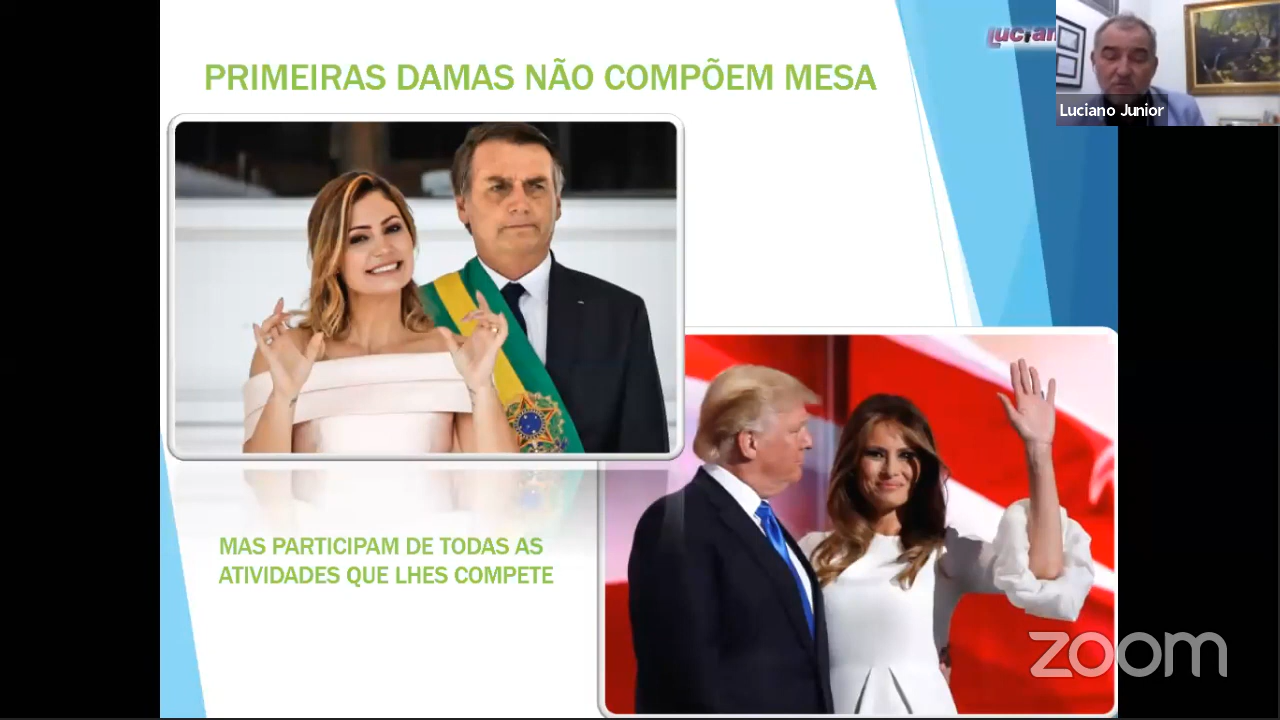 PRIMEIRAS DAMAS NÃO COMPÕEM MESA
Luciano Junior
MAS PARTICIPAM DE TODAS AS
ATIVIDADES QUE LHES COMPETE
zoom